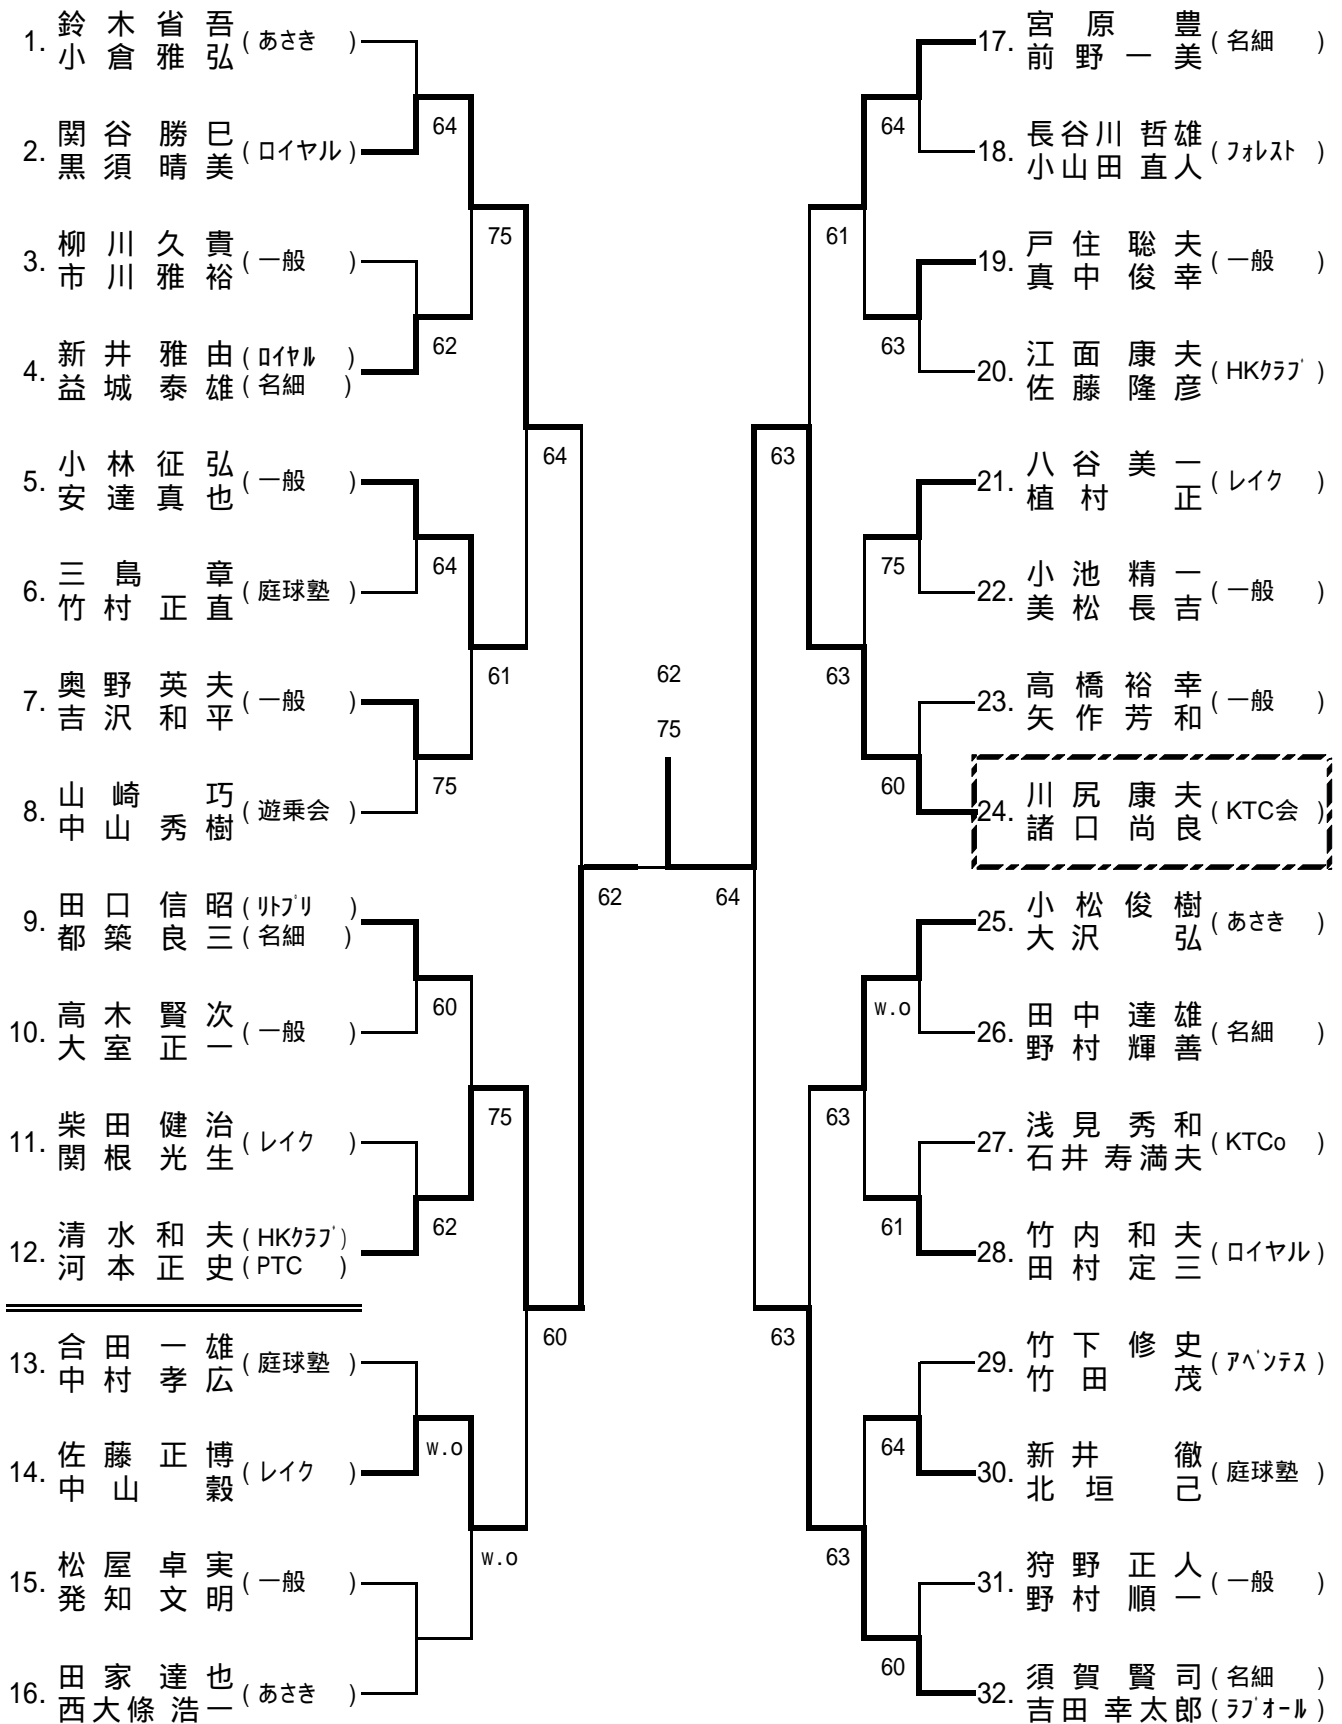 1. 鈴木省吾 (あさき)
小倉雅弘
2. 関谷勝巳 (ロイヤル)
黒須晴美
3. 柳川久貴 (一般)
市川雅裕
4. 新井雅由 (ロイヤル)
益城泰雄 (名細)
5. 小林征弘 (一般)
安達真也
6. 三島章 (庭球塾)
竹村正直
7. 奥野英夫 (一般)
吉沢和平
8. 山崎巧 (遊乗会)
中山秀樹
9. 田口信昭 (リトプリ)
都築良三 (名細)
10. 高木賢次 (一般)
大室正一
11. 柴田健治 (レイク)
関根光生
12. 清水和夫 (HKクラブ)
河本正史 (PTC)
13. 合田一雄 (庭球塾)
中村孝広
14. 佐藤正博 (レイク)
中山穀
15. 松屋卓実 (一般)
発知文明
16. 田家達也 (あさき)
西大條浩一
64
62
64
75
60
62
w.o
75
61
75
w.o
64
60
62
62
75
64
63
63
61
63
63
63
64
63
75
60
w.o
61
64
60
17. 宮原豊 (名細)
前野一美
18. 長谷川哲雄 (フォレスト)
小山田直人
19. 戸住聡夫 (一般)
真中俊幸
20. 江面康夫 (HKクラブ)
佐藤隆彦
21. 八谷美一 (レイク)
植村正
22. 小池精一 (一般)
美松長吉
23. 高橋裕幸 (一般)
矢作芳和
24. 川尻康夫 (KTC会)
諸口尚良
25. 小松俊樹 (あさき)
大沢弘
26. 田中達雄 (名細)
野村輝善
27. 浅見秀和 (KTCo)
石井寿満夫
28. 竹内和夫 (ロイヤル)
田村定三
29. 竹下修史 (アベンテス)
竹田茂
30. 新井徹 (庭球塾)
北垣己
31. 狩野正人 (一般)
野村順一
32. 須賀賢司 (名細)
吉田幸太郎 (ラブオール)